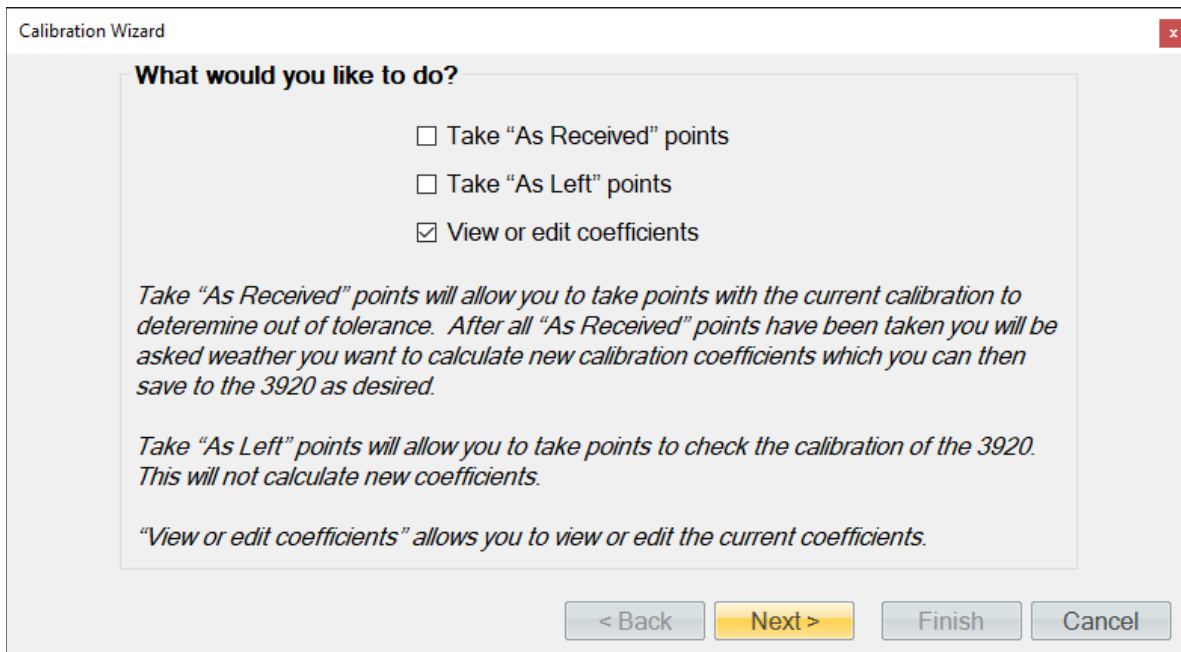 Calibration Wizard
x
What would you like to do?
Take “As Received” points
Take “As Left” points
View or edit coefficients
Take “As Received” points will allow you to take points with the current calibration to
deteremine out of tolerance. After all “As Received” points have been taken you will be
asked weather you want to calculate new calibration coefficients which you can then
save to the 3920 as desired.
Take “As Left” points will allow you to take points to check the calibration of the 3920.
This will not calculate new coefficients.
“View or edit coefficients” allows you to view or edit the current coefficients.
< Back Next > Finish Cancel